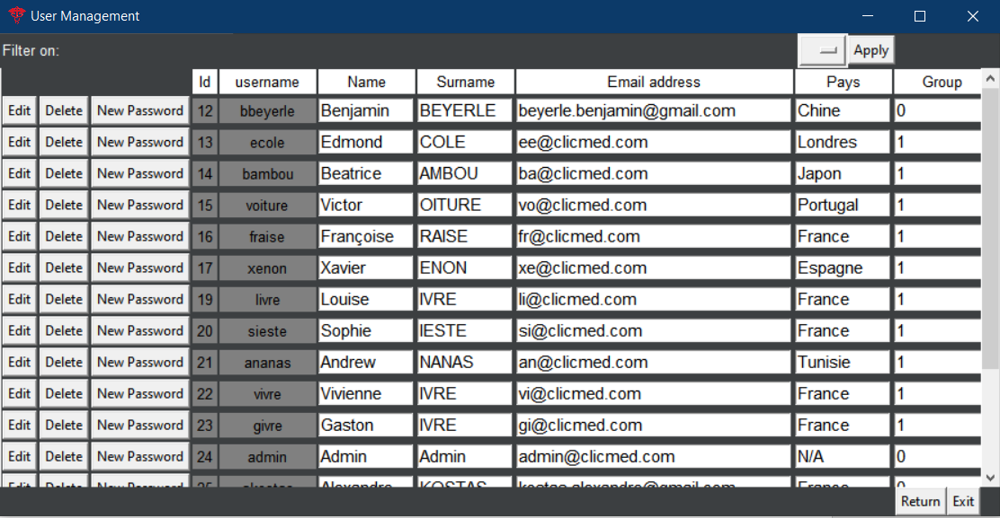 User Management
Filter on: Apply
Id username Name Surname Email address Pays Group
Edit Delete New Password 12 bbeyerle Benjamin BEYERLE beyerle.benjamin@gmail.com Chine 0
Edit Delete New Password 13 ecole Edmond COLE ee@clicmed.com Londres 1
Edit Delete New Password 14 bambou Beatrice AMBOU ba@clicmed.com Japon 1
Edit Delete New Password 15 voiture Victor OITURE vo@clicmed.com Portugal 1
Edit Delete New Password 16 fraise Françoise RAISE fr@clicmed.com France 1
Edit Delete New Password 17 xenon Xavier ENON xe@clicmed.com Espagne 1
Edit Delete New Password 19 livre Louise IVRE li@clicmed.com France 1
Edit Delete New Password 20 sieste Sophie IESTE si@clicmed.com France 1
Edit Delete New Password 21 ananas Andrew NANAS an@clicmed.com Tunisie 1
Edit Delete New Password 22 vivre Vivienne IVRE vi@clicmed.com France 1
Edit Delete New Password 23 givre Gaston IVRE gi@clicmed.com France 1
Edit Delete New Password 24 admin Admin Admin admin@clicmed.com N/A 0
Edit Delete New Password 25 akostas Alexandre KOSTAS kostas.alexandre@gmail.com France 0
Return Exit